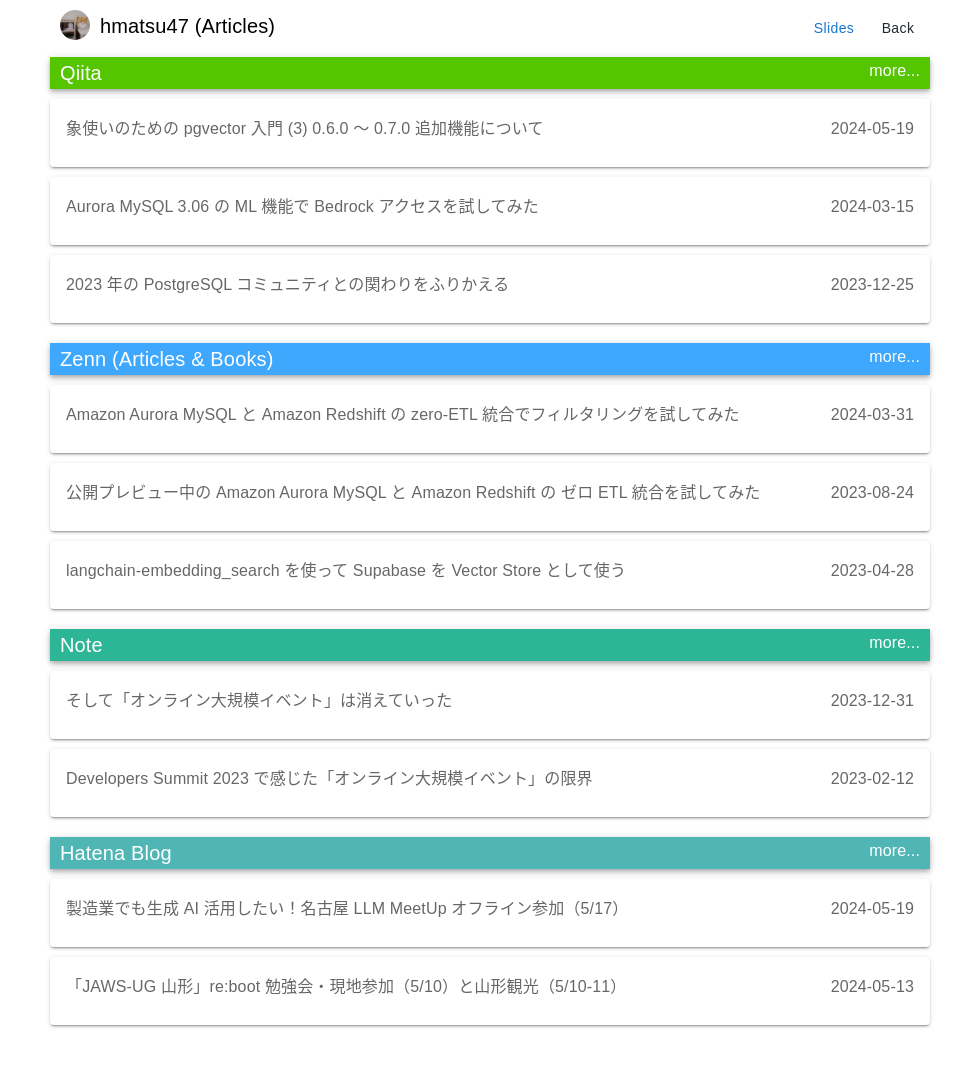 hmatsu47 (Articles)
Slides
Back
Qiita
more...
象使いのための pgvector 入門 (3) 0.6.0 〜 0.7.0 追加機能について
2024-05-19
Aurora MySQL 3.06 の ML 機能で Bedrock アクセスを試してみた
2024-03-15
2023 年の PostgreSQL コミュニティとの関わりをふりかえる
2023-12-25
Zenn (Articles & Books)
more...
Amazon Aurora MySQL と Amazon Redshift の zero-ETL 統合でフィルタリングを試してみた
2024-03-31
公開プレビュー中の Amazon Aurora MySQL と Amazon Redshift の ゼロ ETL 統合を試してみた
2023-08-24
langchain-embedding_search を使って Supabase を Vector Store として使う
2023-04-28
Note
more...
そして「オンライン大規模イベント」は消えていった
2023-12-31
Developers Summit 2023 で感じた「オンライン大規模イベント」の限界
2023-02-12
Hatena Blog
more...
製造業でも生成 AI 活用したい！名古屋 LLM MeetUp オフライン参加（5/17）
2024-05-19
「JAWS-UG 山形」re:boot 勉強会・現地参加（5/10）と山形観光（5/10-11）
2024-05-13